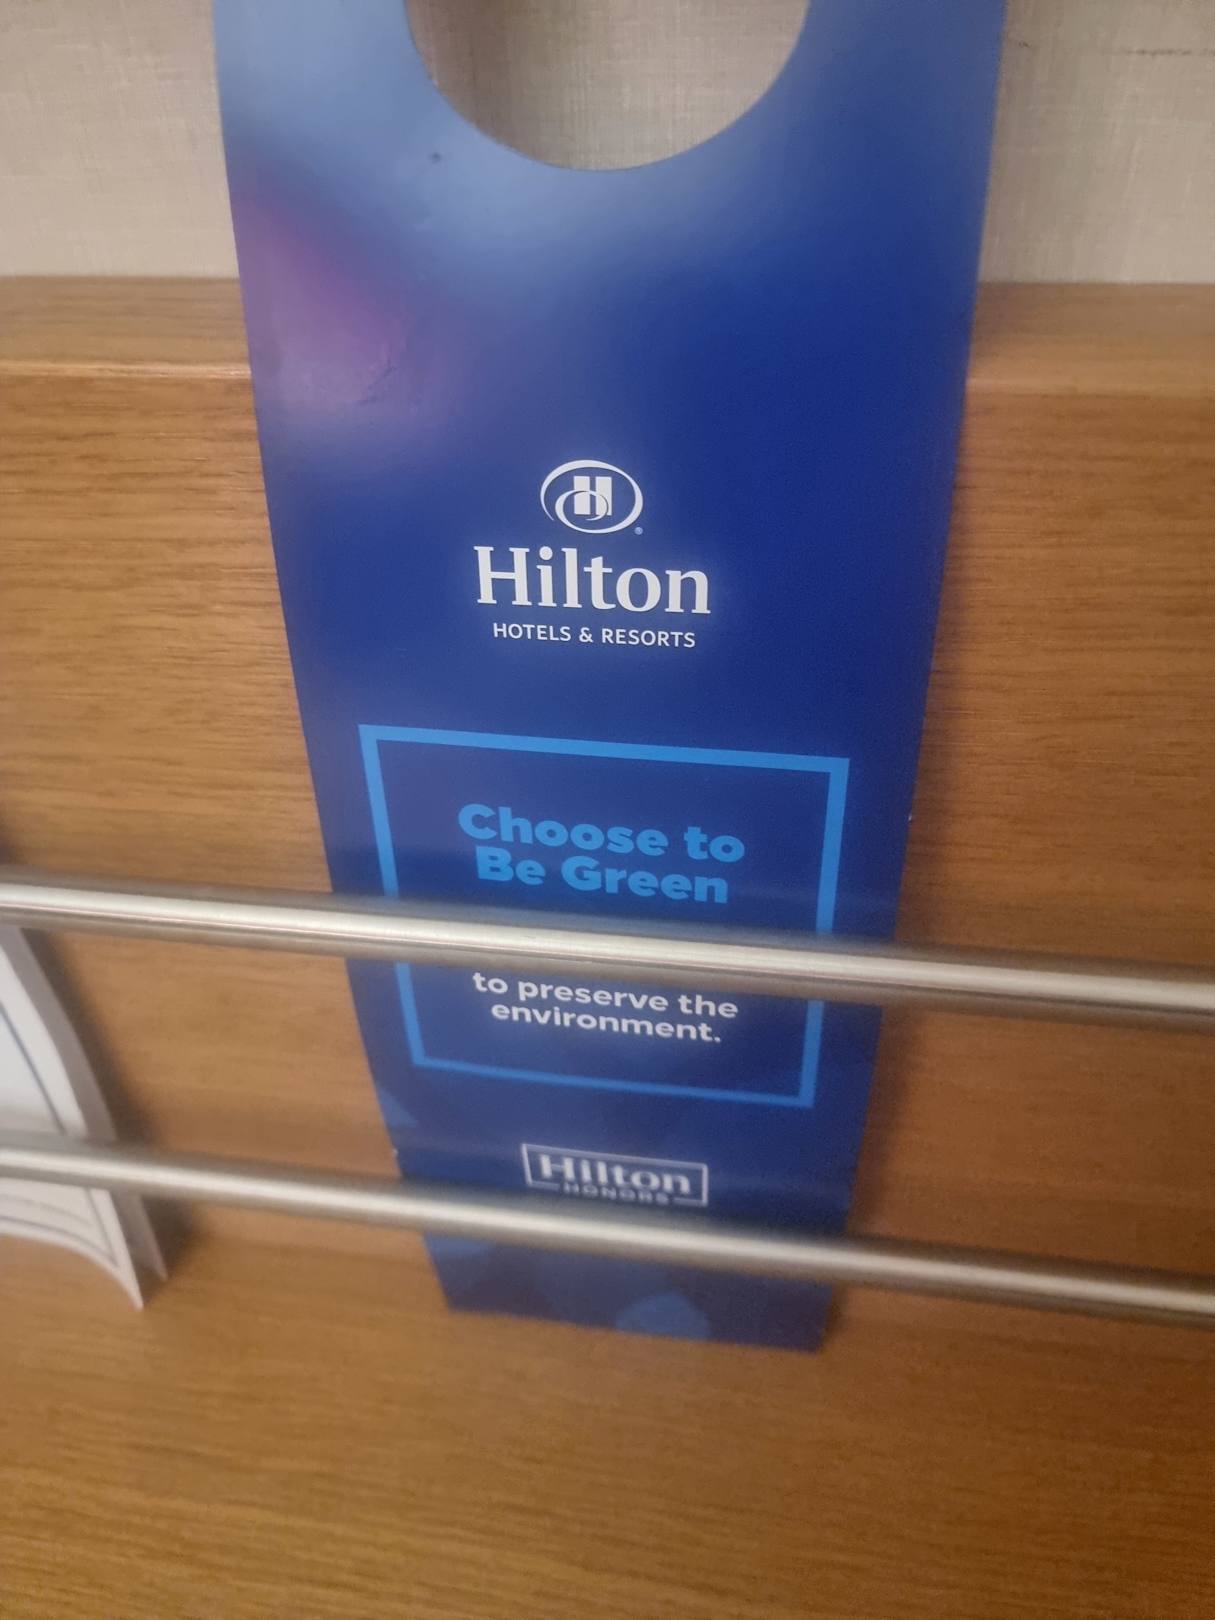 Hilton
HOTELS & RESORTS
Choose to
Be Green
to preserve the
environment.
Hilton
HONORS